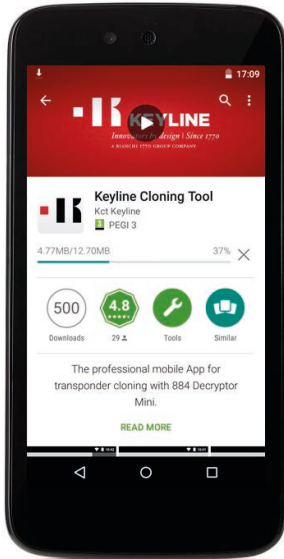 17:09
KEYLINE
Innovators by design | Since 1770
A BIANCHI 1770 GROUP COMPANY
Keyline Cloning Tool
Kct Keyline
3 PEGI 3
4.77MB/12.70MB 37%
500 4.8
Downloads 29 Tools Similar
The professional mobile App for
transponder cloning with 884 Decryptor
Mini.
READ MORE